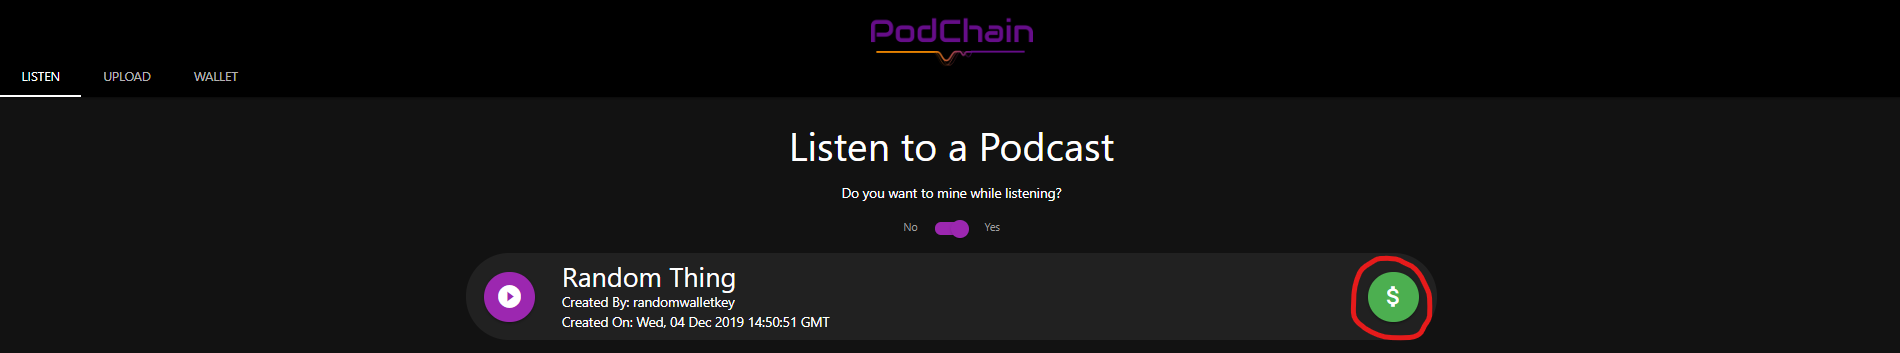 PodChain
LISTEN UPLOAD WALLET
Listen to a Podcast
Do you want to mine while listening?
No Yes
Random Thing
Created By: randomwalletkey
Created On: Wed, 04 Dec 2019 14:50:51 GMT
$